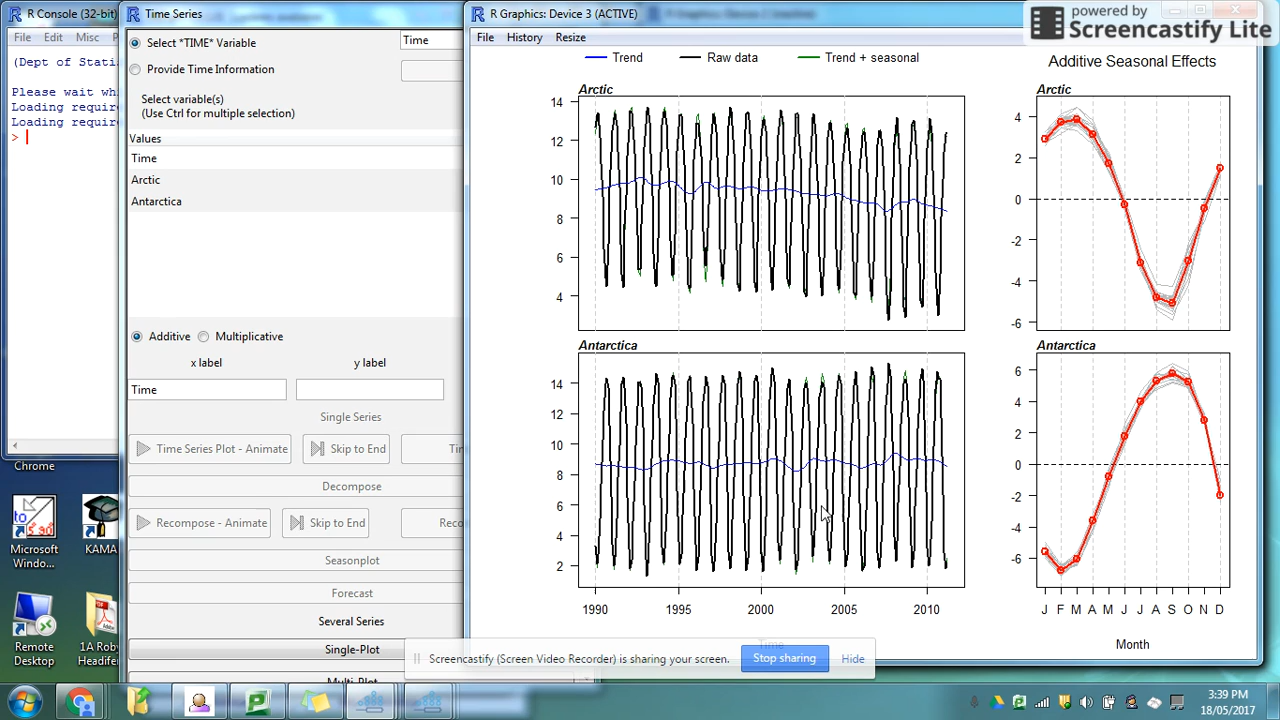 R Console (32-bit)
File Edit Misc
(Dept of Stati
Please wait whi
Loading require
Loading require
>
Time Series
Select *TIME* Variable
Time
Provide Time Information
Select variable(s)
(Use Ctrl for multiple selection)
Values
Time
Arctic
Antarctica
Additive Multiplicative
x label y label
Time
Single Series
Time Series Plot - Animate Skip to End
Decompose
Recompose - Animate Skip to End
Seasonplot
Forecast
Several Series
Single-Plot
Multi-Plot
R Graphics: Device 3 (ACTIVE)
File History Resize
powered by
Screencastify Lite
Trend Raw data Trend + seasonal
Additive Seasonal Effects
Arctic
14
12
10
8
6
4
Arctic
4
2
0
-2
-4
-6
Antarctica
14
12
10
8
6
4
2
1990 1995 2000 2005 2010
Time
Antarctica
6
4
2
0
-2
-4
-6
J F M A M J J A S O N D
Month
Screencastify (Screen Video Recorder) is sharing your screen. Stop sharing Hide
Chrome
Microsoft
Windo...
KAMA
Remote
Desktop
1A Rob
Headifer
3:39 PM
18/05/2017